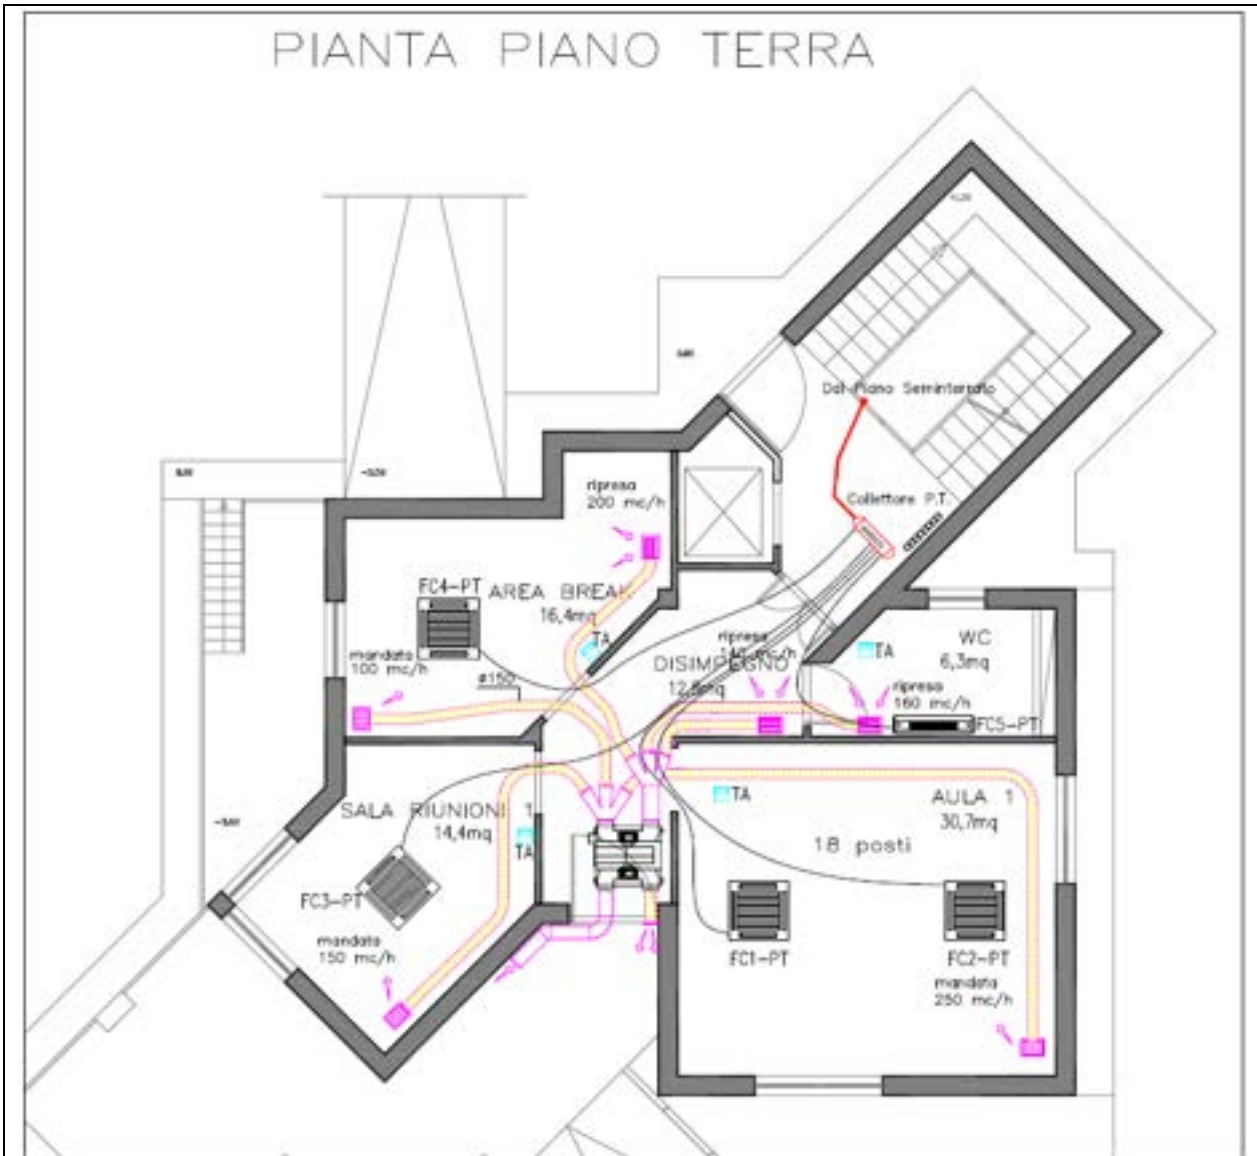 PIANTA PIANO TERRA
Dal Piano Seminterrato
ripresa
200 mc/h
Collettore P.T.
FC4-PT
AREA BREAK
16,4mq
TA
mandata
100 mc/h
ø150
ripresa
DISIMPEGNO
TA
WC
6,3mq
ripresa
160 mc/h
FC5-PT
SALA RIUNIONI 1
14,4mq
TA
TA
AULA 1
30,7mq
18 posti
FC3-PT
mandata
150 mc/h
FC1-PT
FC2-PT
mandata
250 mc/h